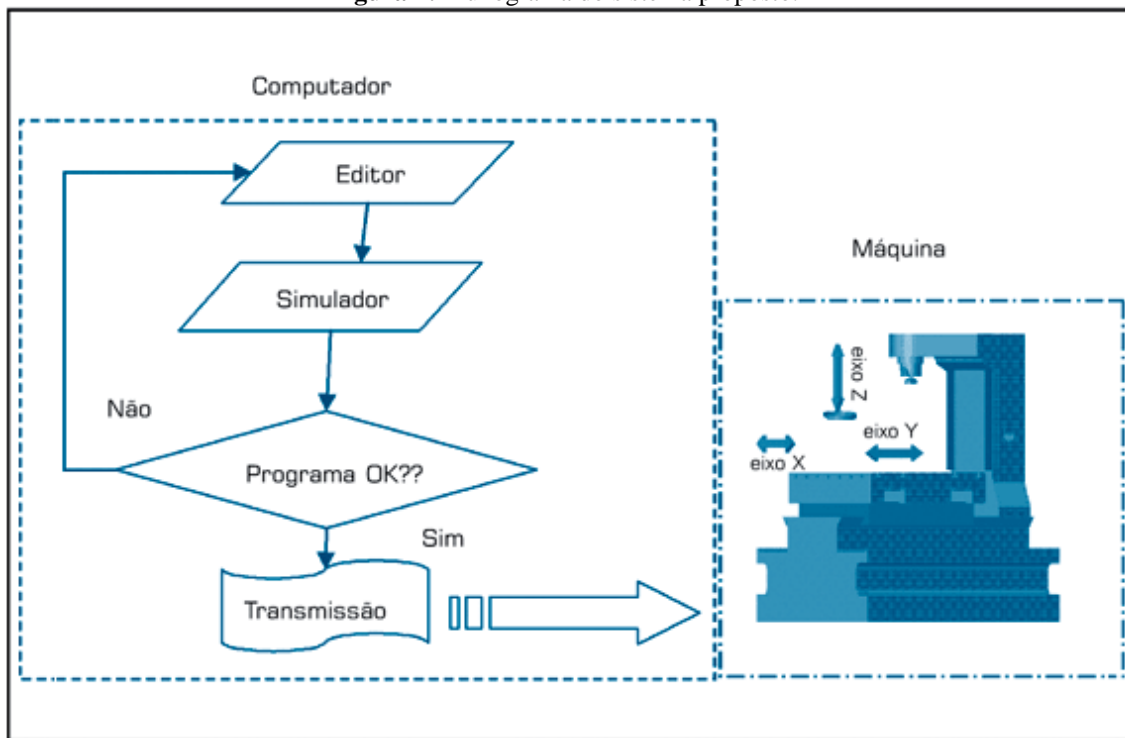 Computador
Editor
Simulador
Não
Programa OK??
Sim
Transmissão
Máquina
eixo Z
eixo Y
eixo X